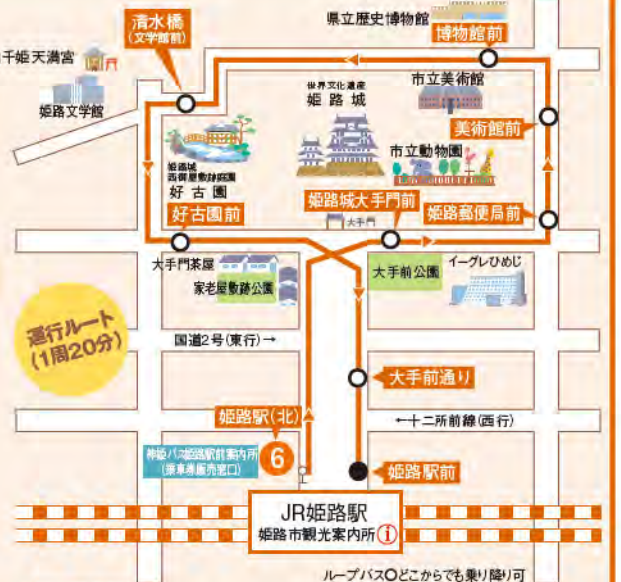 県立歴史博物館
清水橋
(文学館前)
博物館前
千姫天満宮
姫路文学館
世界文化遺産
姫路城
市立美術館
美術館前
姫路城
西御屋敷跡庭園
好古園
市立動物園
好古園前
姫路城大手門前
大手門
姫路郵便局前
大手門茶屋
家老屋敷跡公園
大手前公園
イーグレひめじ
運行ルート
(1周20分)
国道2号(東行)→
大手前通り
姫路駅(北)
←十二所前線(西行)
神姫バス姫路駅前案内所
(乗車券販売窓口)
6
姫路駅前
JR姫路駅
姫路市観光案内所 i
ループバス○どこからでも乗り降り可